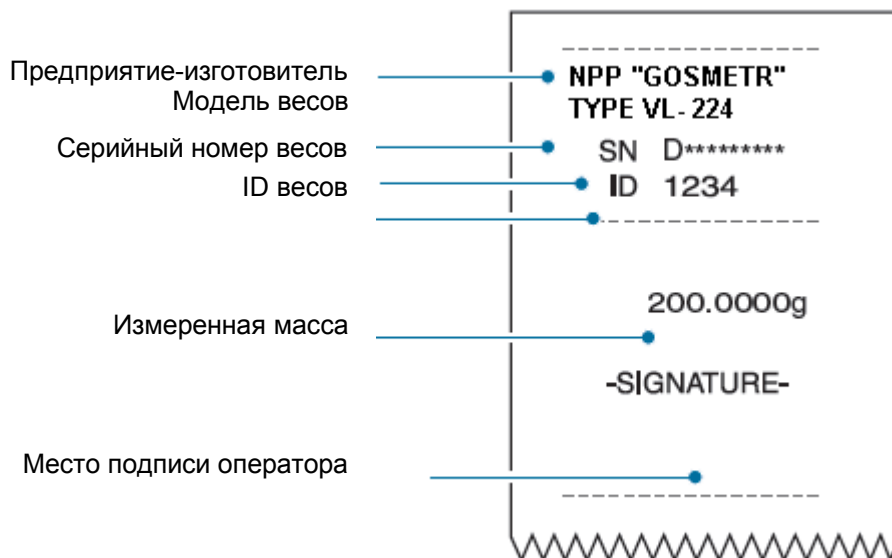 Предприятие-изготовитель
Модель весов
Серийный номер весов
ID весов
Измеренная масса
Место подписи оператора
NPP "GOSMETR"
TYPE VL-224
SN D*********
ID 1234
200.0000g
-SIGNATURE-